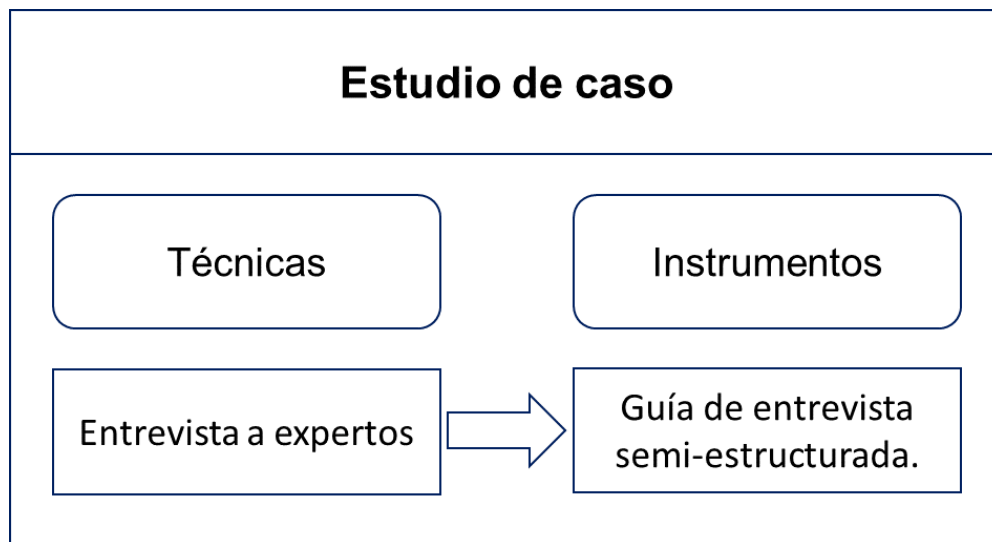 Estudio de caso
Técnicas
Instrumentos
Entrevista a expertos
Guía de entrevista
semi-estructurada.